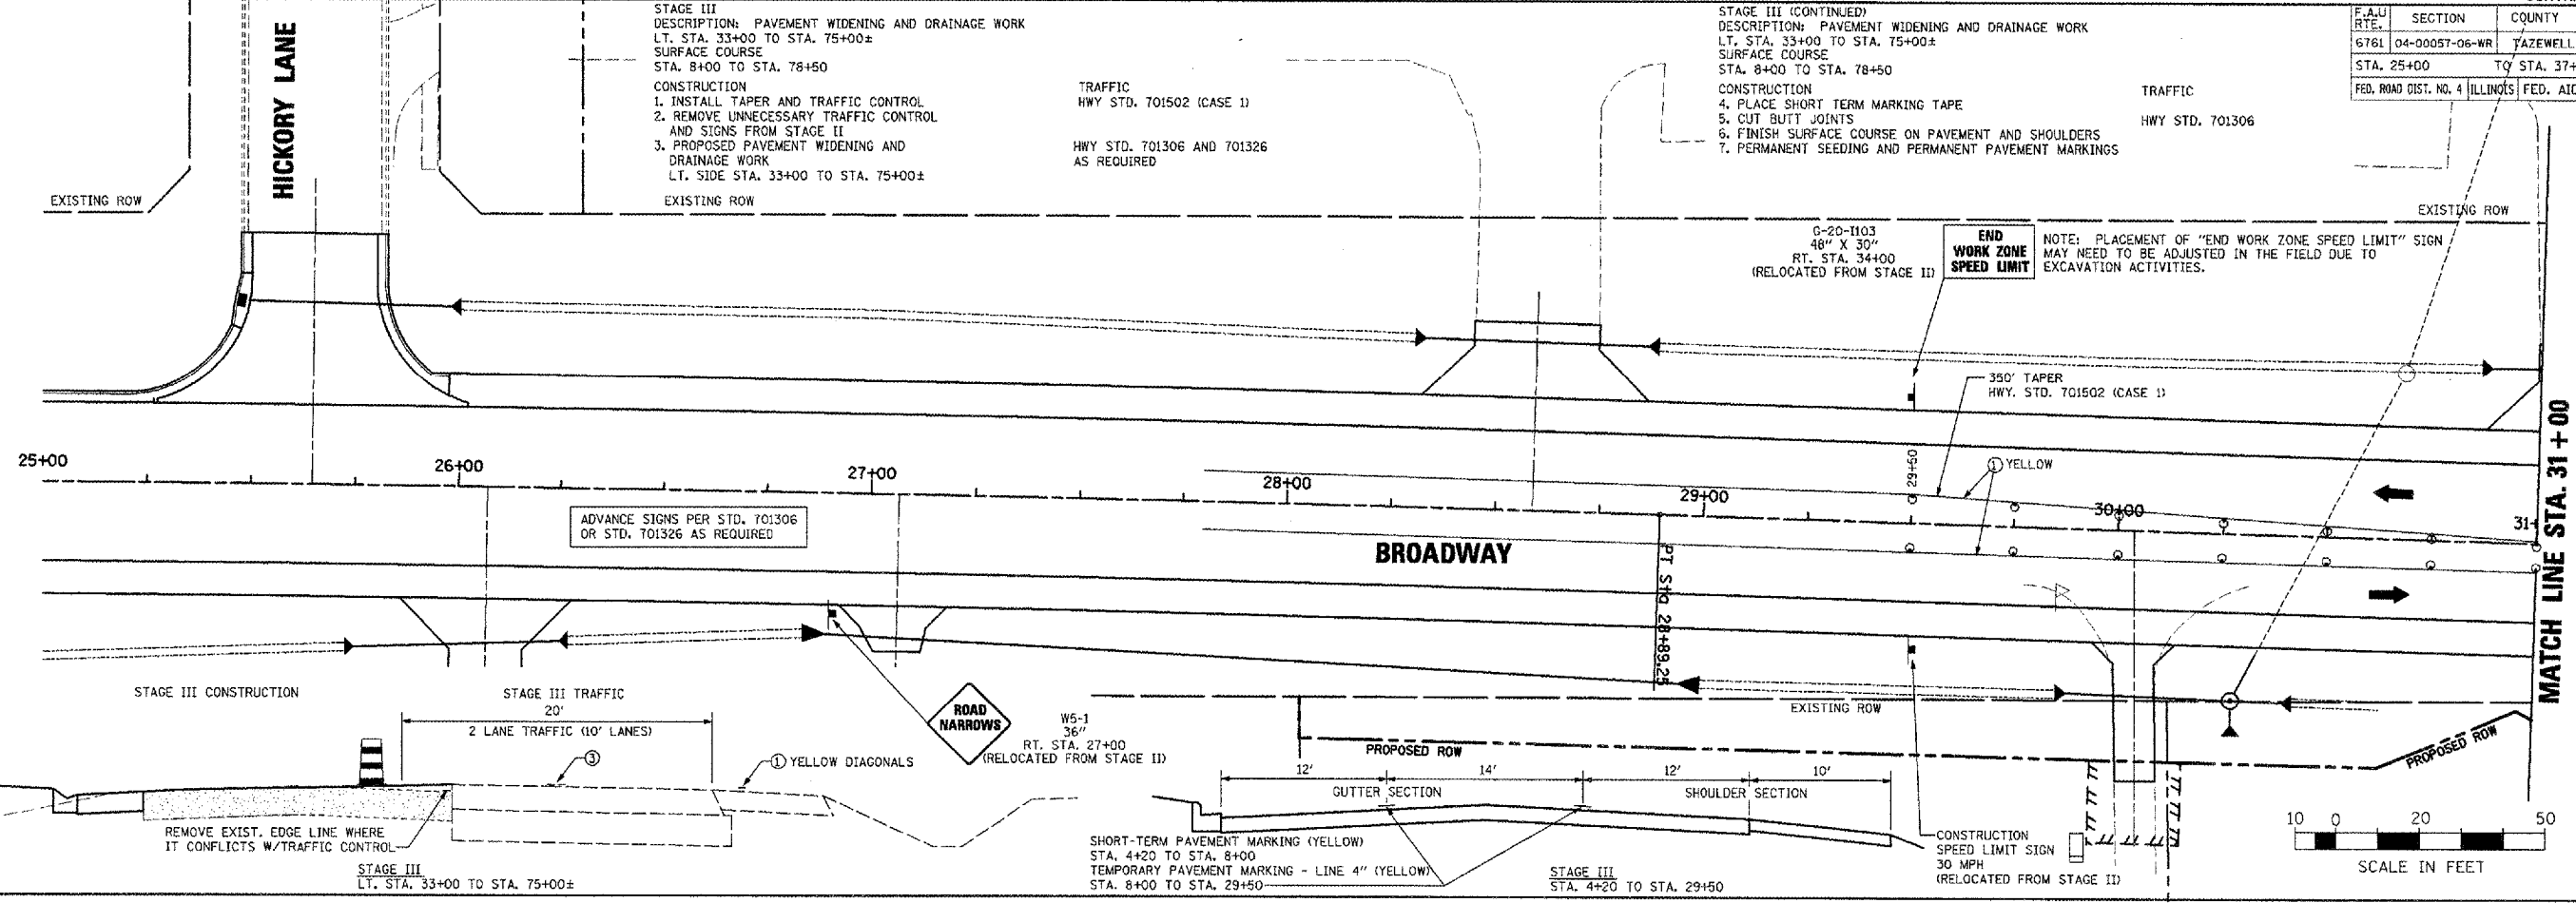 HICKORY LANE
STAGE III
DESCRIPTION: PAVEMENT WIDENING AND DRAINAGE WORK
LT. STA. 33+00 TO STA. 75+00±
SURFACE COURSE
STA. 8+00 TO STA. 78+50
CONSTRUCTION
TRAFFIC
1. INSTALL TAPER AND TRAFFIC CONTROL
HWY STD. 701502 (CASE 1)
2. REMOVE UNNECESSARY TRAFFIC CONTROL
AND SIGNS FROM STAGE II
3. PROPOSED PAVEMENT WIDENING AND
HWY STD. 701306 AND 701326
DRAINAGE WORK
AS REQUIRED
LT. SIDE STA. 33+00 TO STA. 75+00±
STAGE III (CONTINUED)
DESCRIPTION: PAVEMENT WIDENING AND DRAINAGE WORK
LT. STA. 33+00 TO STA. 75+00±
SURFACE COURSE
STA. 8+00 TO STA. 78+50
CONSTRUCTION
TRAFFIC
4. PLACE SHORT TERM MARKING TAPE
5. CUT BUTT JOINTS
HWY STD. 701306
6. FINISH SURFACE COURSE ON PAVEMENT AND SHOULDERS
7. PERMANENT SEEDING AND PERMANENT PAVEMENT MARKINGS
F.A.U RTE. SECTION COUNTY
6761 04-00057-06-WR TAZEWELL
STA. 25+00 TO STA. 37+
FED. ROAD DIST. NO. 4 ILLINOIS FED. AID
EXISTING ROW
EXISTING ROW
EXISTING ROW
G-20-I103
48" X 30"
RT. STA. 34+00
(RELOCATED FROM STAGE II)
END
WORK ZONE
SPEED LIMIT
NOTE: PLACEMENT OF "END WORK ZONE SPEED LIMIT" SIGN
MAY NEED TO BE ADJUSTED IN THE FIELD DUE TO
EXCAVATION ACTIVITIES.
350' TAPER
HWY. STD. 701502 (CASE 1)
25+00
26+00
27+00
28+00
29+00
29+50
1 YELLOW
30+00
31+
MATCH LINE STA. 31+00
ADVANCE SIGNS PER STD. 701306
OR STD. 701326 AS REQUIRED
BROADWAY
PT Sta 28+89.25
STAGE III CONSTRUCTION
STAGE III TRAFFIC
20'
2 LANE TRAFFIC (10' LANES)
3
1 YELLOW DIAGONALS
REMOVE EXIST. EDGE LINE WHERE
IT CONFLICTS W/TRAFFIC CONTROL
STAGE III
LT. STA. 33+00 TO STA. 75+00±
ROAD
NARROWS
W5-1
36"
RT. STA. 27+00
(RELOCATED FROM STAGE II)
EXISTING ROW
PROPOSED ROW
PROPOSED ROW
12' 14' 12' 10'
GUTTER SECTION
SHOULDER SECTION
SHORT-TERM PAVEMENT MARKING (YELLOW)
STA. 4+20 TO STA. 8+00
TEMPORARY PAVEMENT MARKING - LINE 4" (YELLOW)
STA. 8+00 TO STA. 29+50
STAGE III
STA. 4+20 TO STA. 29+50
CONSTRUCTION
SPEED LIMIT SIGN
30 MPH
(RELOCATED FROM STAGE II)
10 0 20 50
SCALE IN FEET